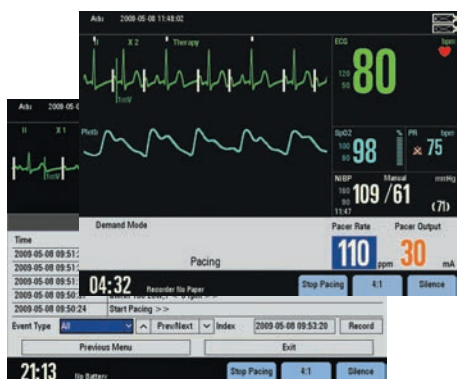 Adu 2009-05-08 11:48:02
II X 2 Therapy
1mV
ECG bpm
120
50
80
Pleth
SpO2 % PR bpm
100
90
98
75
NIBP Manual mmHg
160
90
109 /61
(71)
11:47
Demand Mode
Pacing
Pacer Rate Pacer Output
110 ppm 30 mA
04:32 Recorder No Paper Stop Pacing 4:1 Silence
Adu 2009-05-0
II X 1
1mV
Time
2009-05-08 09:51:
2009-05-08 09:51:
2009-05-08 09:51:
2009-05-08 09:50:
2009-05-08 09:50:
2009-05-08 09:50:24 Start Pacing >>
Event Type All Prev/Next Index 2009-05-08 09:53:20 Record
Previous Menu Exit
21:13 No Battery Stop Pacing 4:1 Silence